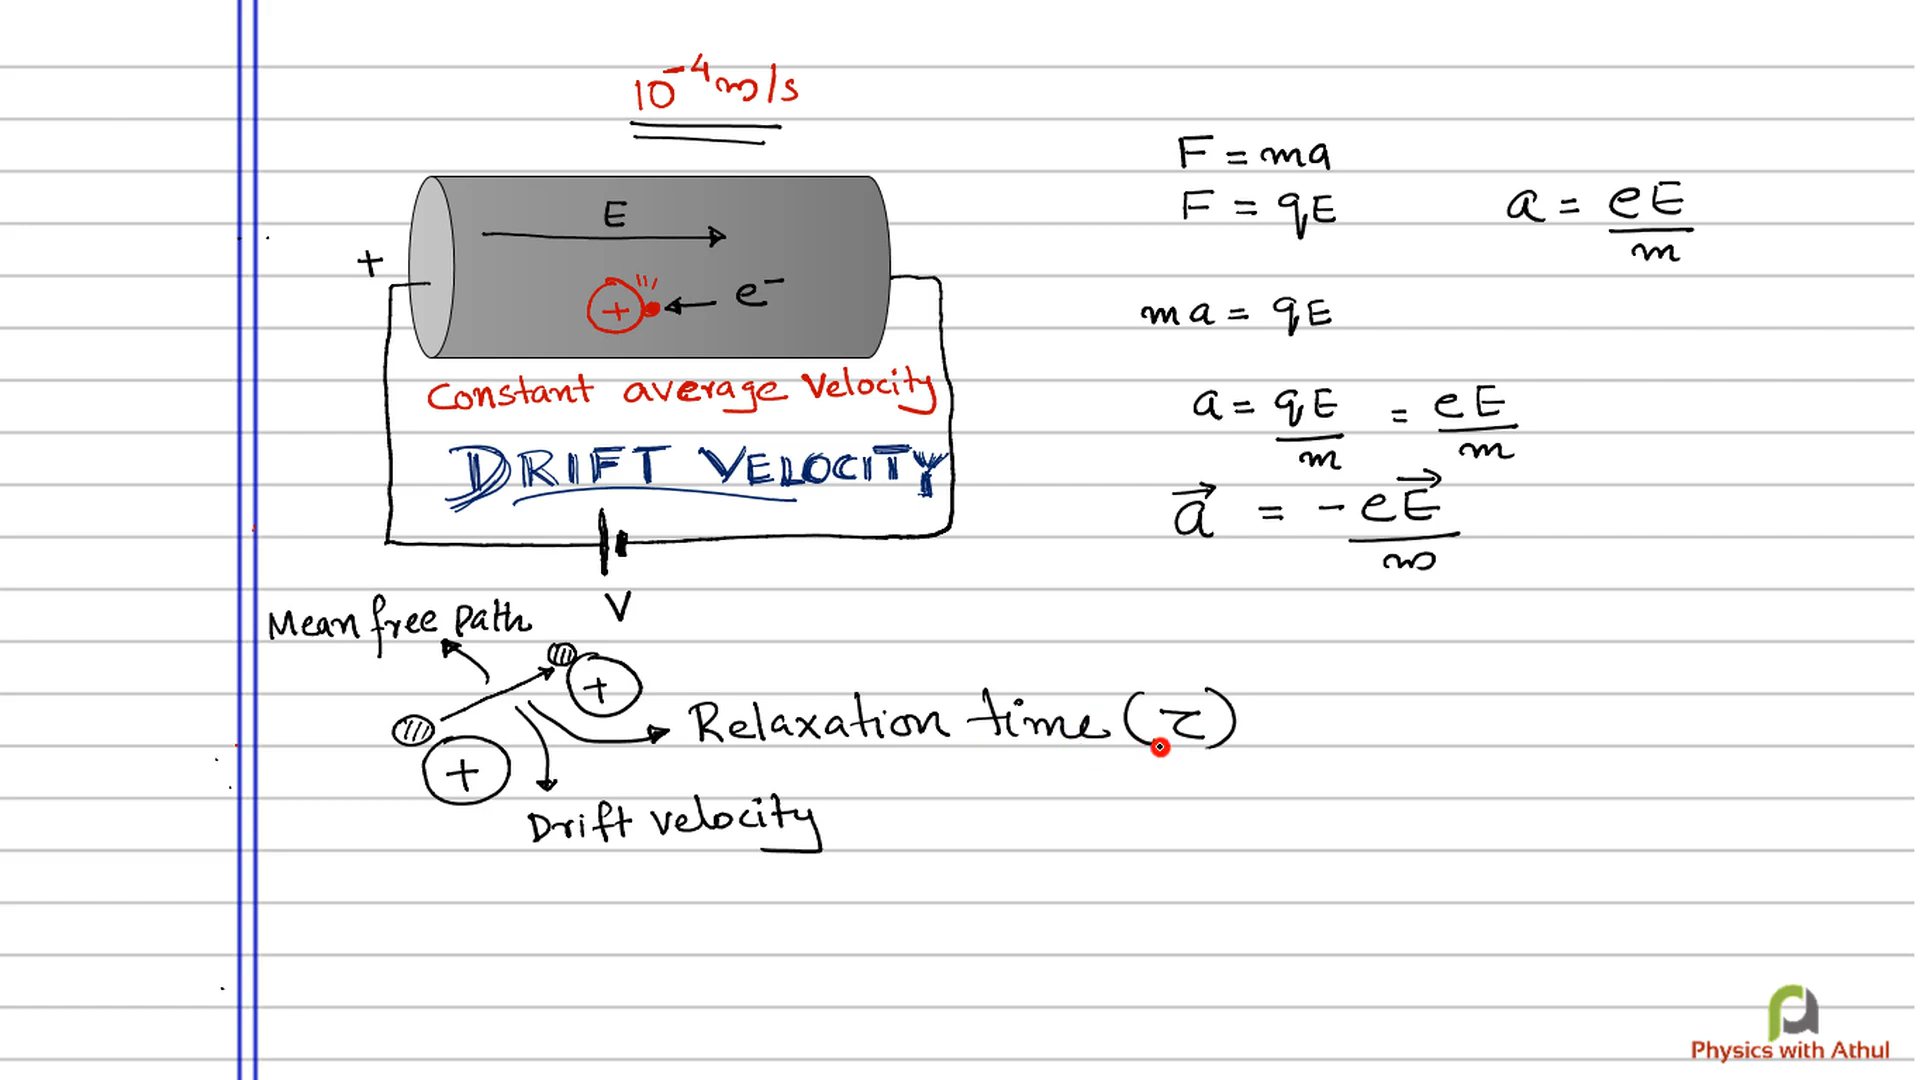 10⁻⁴ m/s
E
+
+ e⁻
Constant average Velocity
DRIFT VELOCITY
V
F = ma
F = qE
a = eE/m
ma = qE
a = qE/m = eE/m
a⃗ = -eE⃗/m
Mean free path
+
+
Relaxation time (τ)
Drift velocity
Physics with Athul